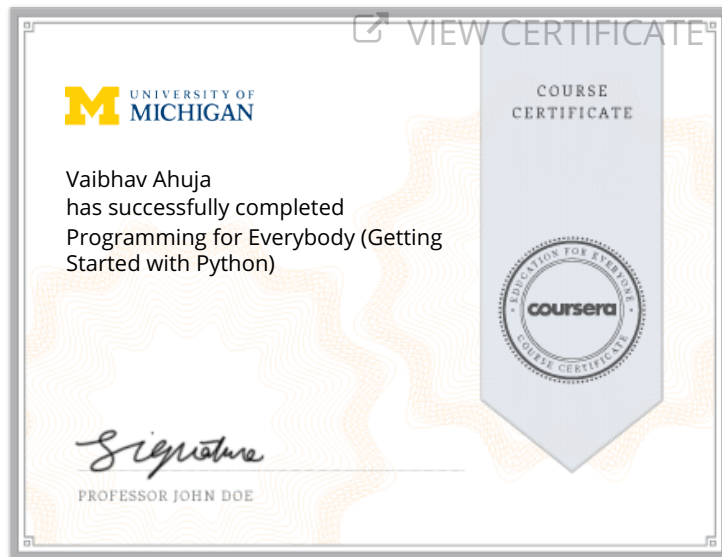 VIEW CERTIFICATE
UNIVERSITY OF
MICHIGAN
COURSE
CERTIFICATE
Vaibhav Ahuja
has successfully completed
Programming for Everybody (Getting
Started with Python)
EDUCATION FOR EVERYONE
coursera
COURSE CERTIFICATE
Signature
PROFESSOR JOHN DOE